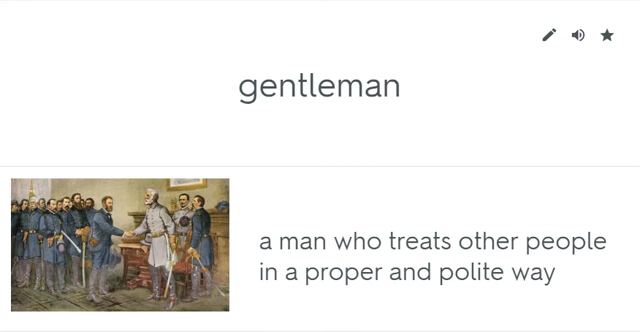 gentleman
a man who treats other people
in a proper and polite way